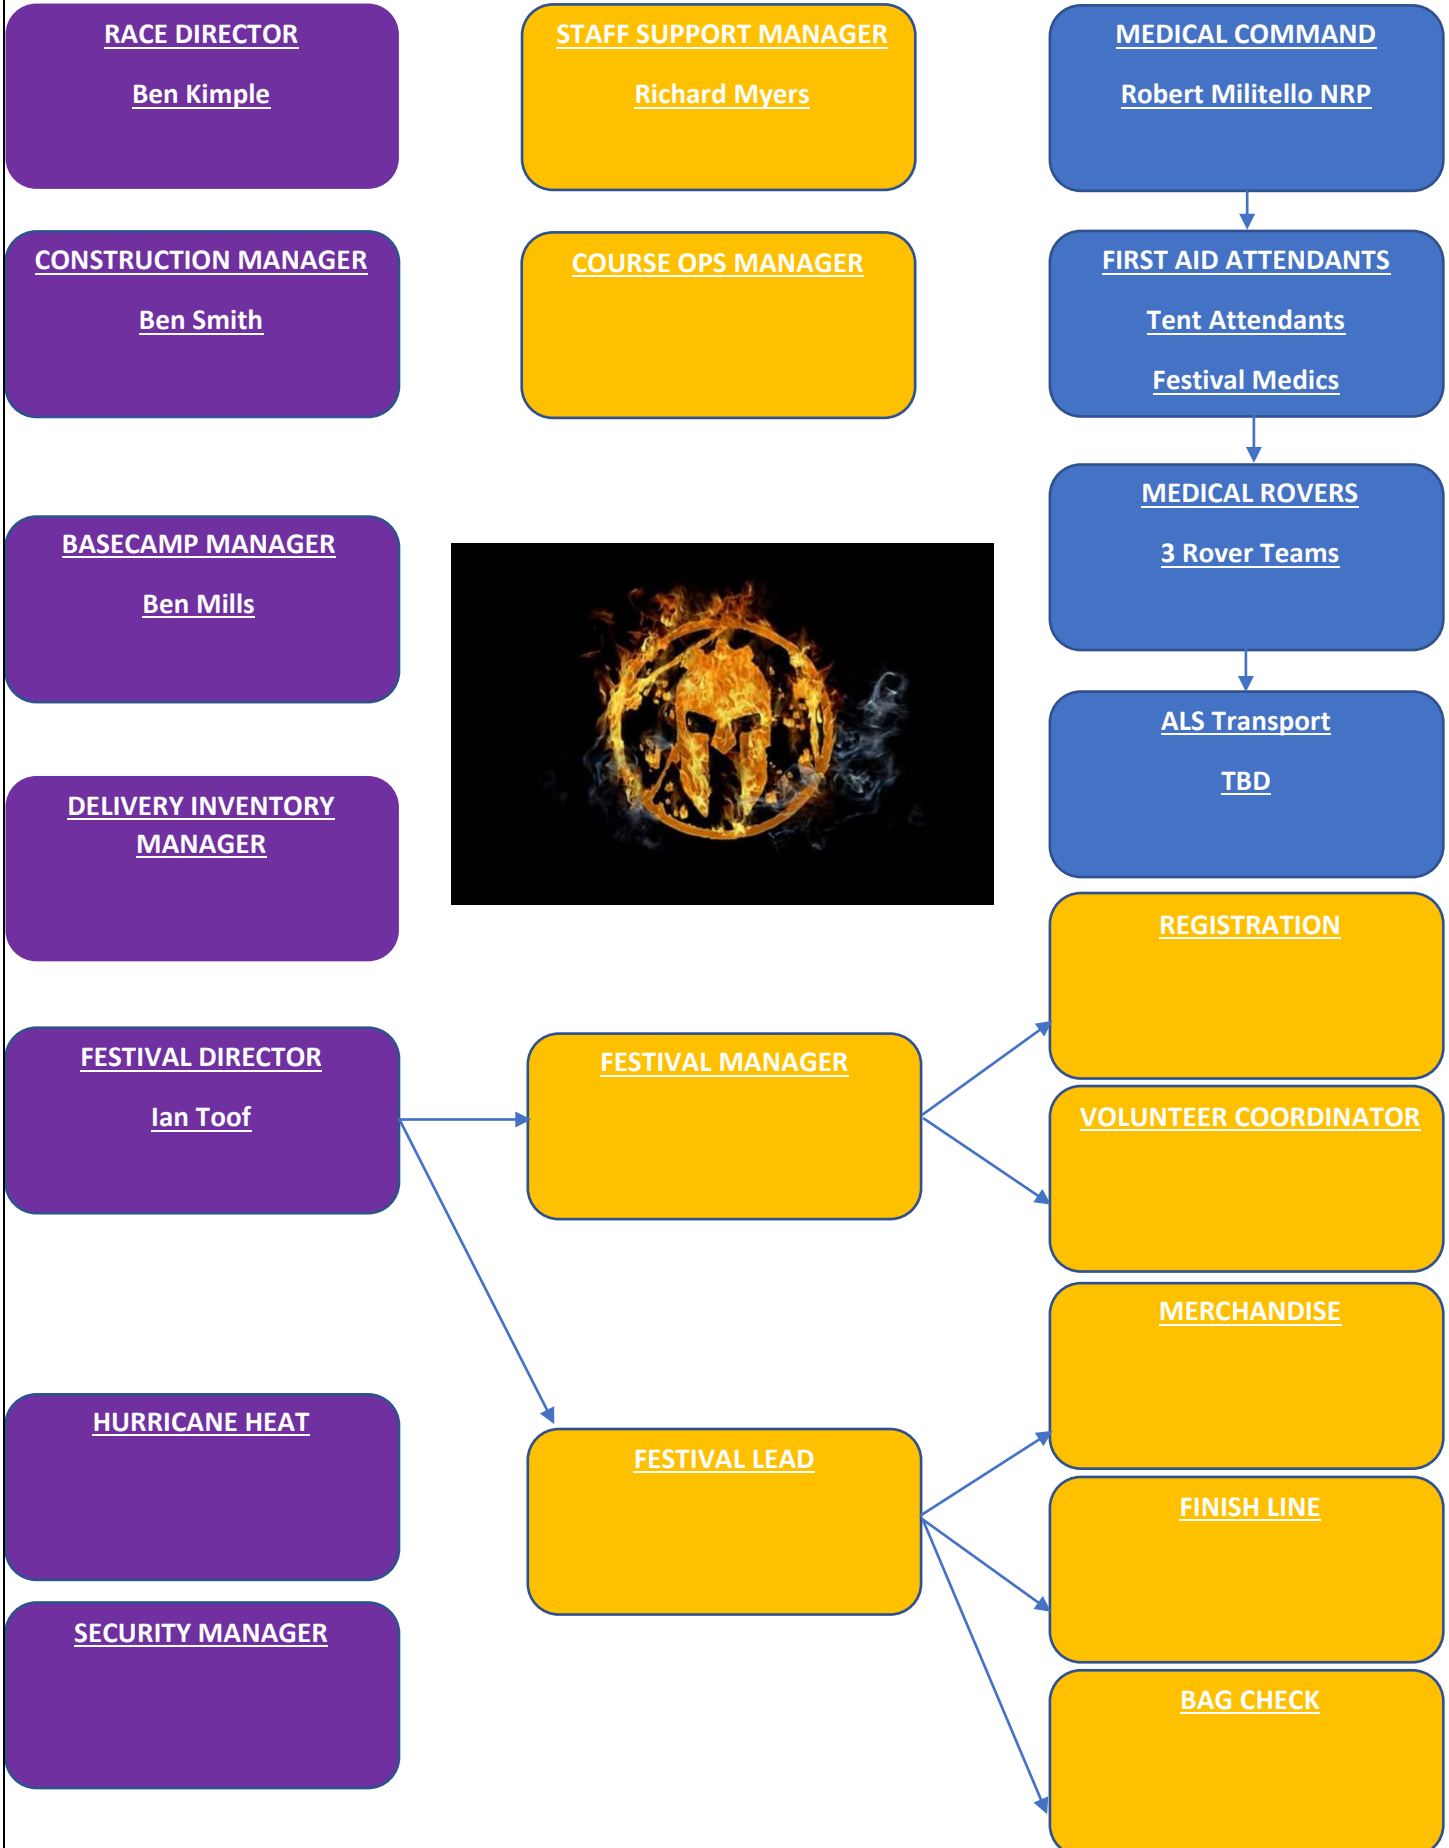 RACE DIRECTOR
Ben Kimple
STAFF SUPPORT MANAGER
Richard Myers
MEDICAL COMMAND
Robert Militello NRP
CONSTRUCTION MANAGER
Ben Smith
COURSE OPS MANAGER
FIRST AID ATTENDANTS
Tent Attendants
Festival Medics
MEDICAL ROVERS
3 Rover Teams
BASECAMP MANAGER
Ben Mills
ALS Transport
TBD
DELIVERY INVENTORY
MANAGER
REGISTRATION
FESTIVAL DIRECTOR
Ian Toof
FESTIVAL MANAGER
VOLUNTEER COORDINATOR
MERCHANDISE
HURRICANE HEAT
FESTIVAL LEAD
FINISH LINE
SECURITY MANAGER
BAG CHECK